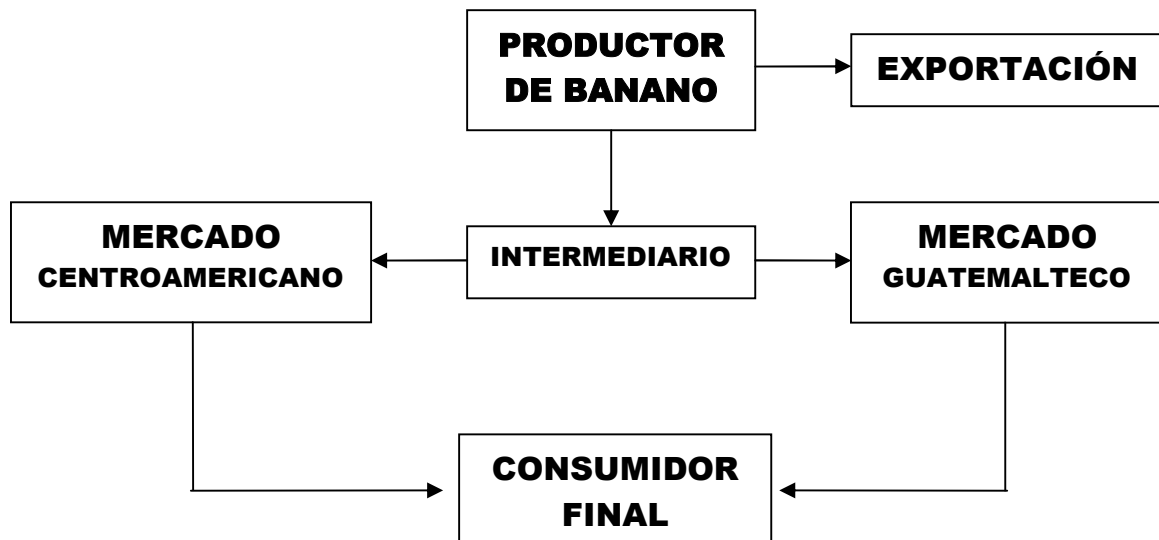 PRODUCTOR
DE BANANO
EXPORTACIÓN
MERCADO
CENTROAMERICANO
INTERMEDIARIO
MERCADO
GUATEMALTECO
CONSUMIDOR
FINAL